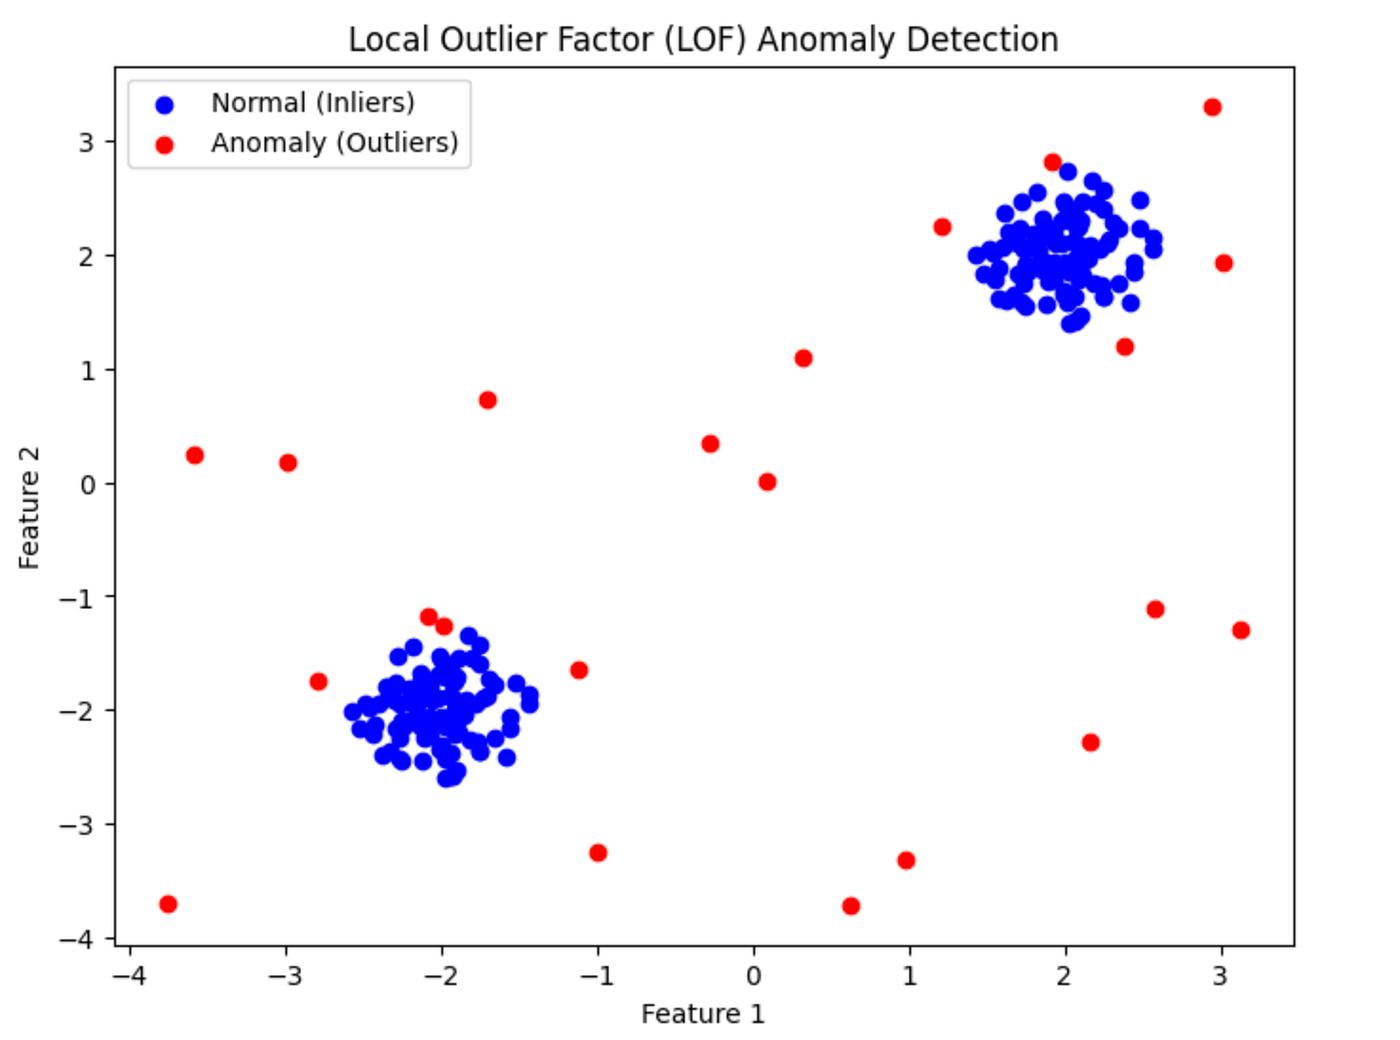 Local Outlier Factor (LOF) Anomaly Detection
Normal (Inliers)
Anomaly (Outliers)
3
2
1
0
−1
−2
−3
−4
Feature 2
−4 −3 −2 −1 0 1 2 3
Feature 1